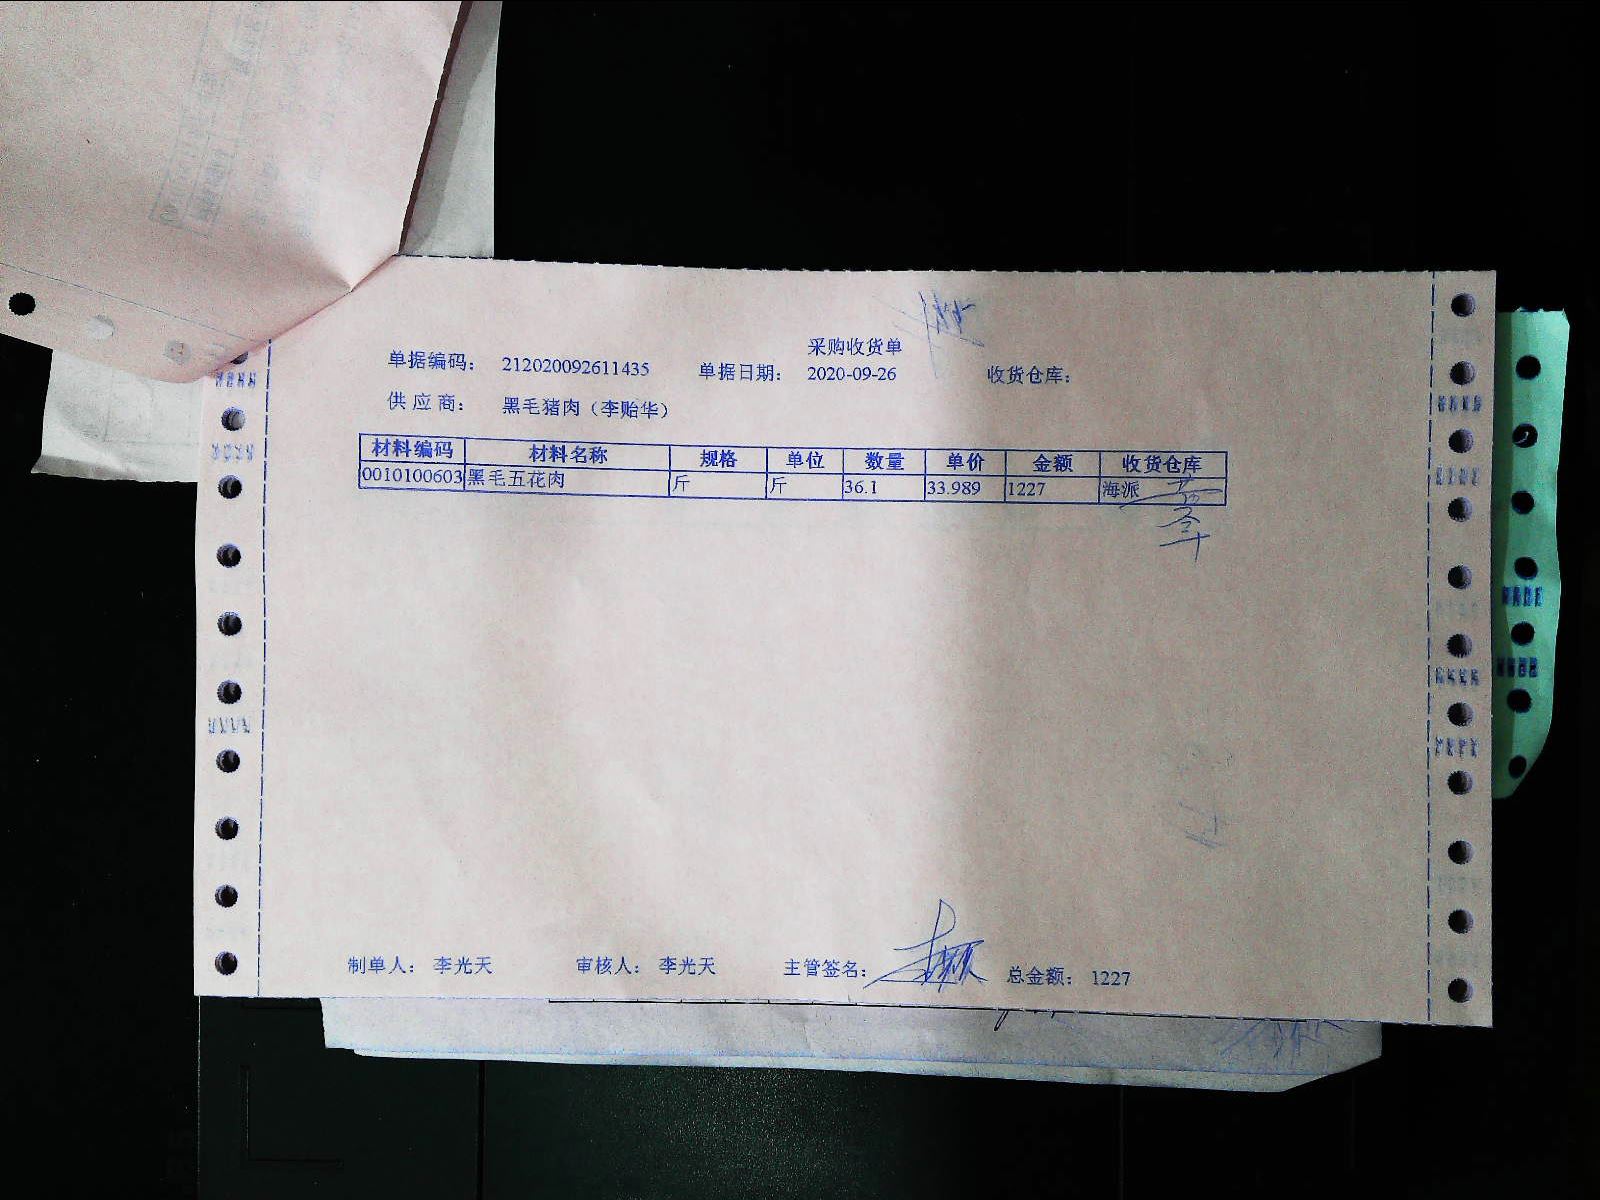 采购收货单
单据编码： 212020092611435 单据日期： 2020-09-26 收货仓库：
供 应 商： 黑毛猪肉（李贻华）
材料编码 材料名称 规格 单位 数量 单价 金额 收货仓库
0010100603 黑毛五花肉 斤 斤 36.1 33.989 1227 海派
制单人： 李光天 审核人： 李光天 主管签名： 总金额： 1227